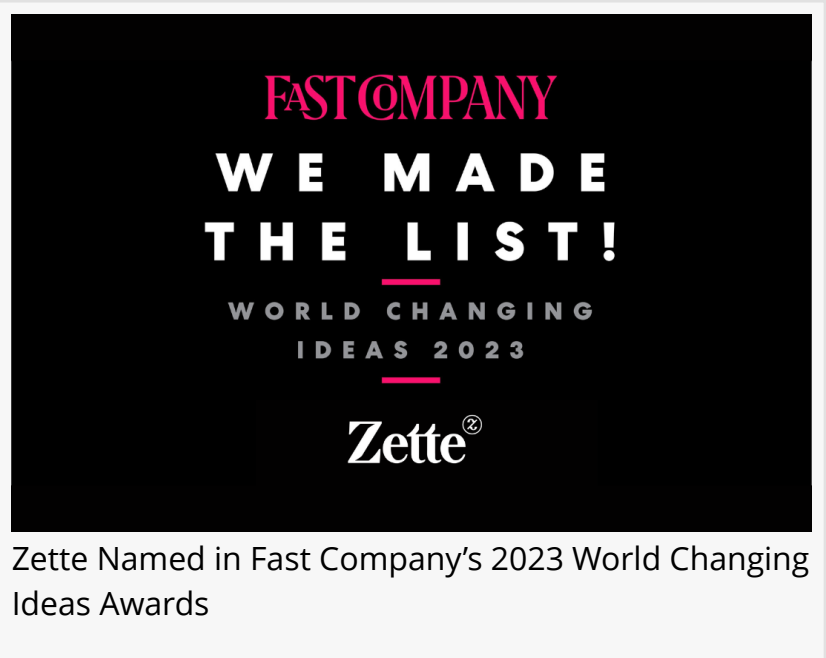 FAST COMPANY
WE MADE
THE LIST!
WORLD CHANGING
IDEAS 2023
Zette Z
Zette Named in Fast Company’s 2023 World Changing
Ideas Awards